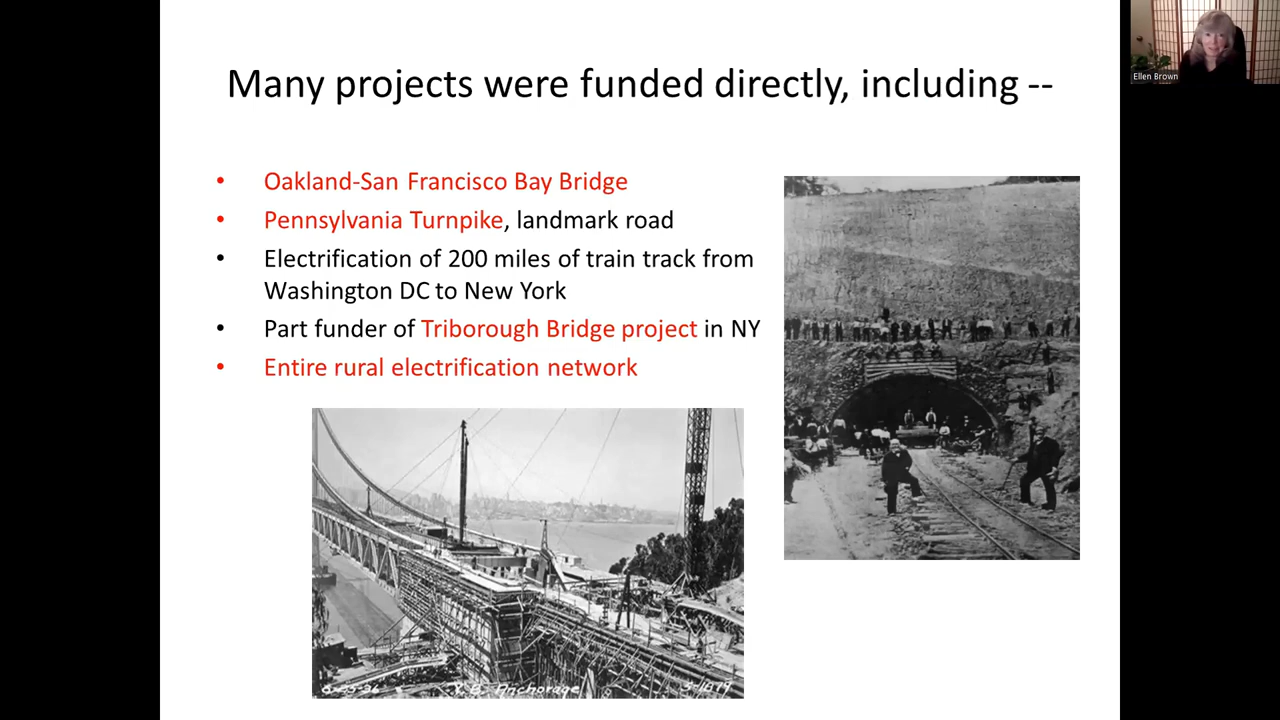 Many projects were funded directly, including --
Ellen Brown
• Oakland-San Francisco Bay Bridge
• Pennsylvania Turnpike, landmark road
• Electrification of 200 miles of train track from
Washington DC to New York
• Part funder of Triborough Bridge project in NY
• Entire rural electrification network
Y. B. Anchorage